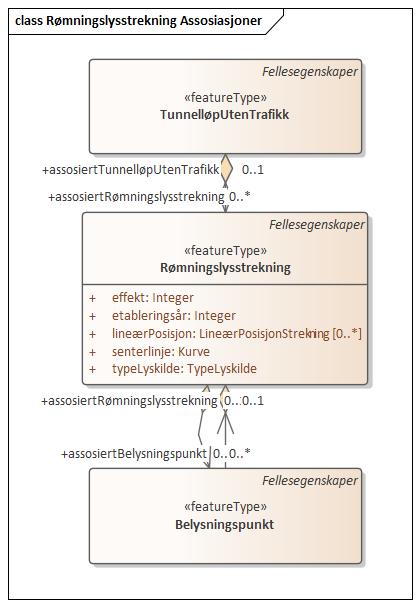 class Rømningslysstrekning Assosiasjoner
Fellesegenskaper
«featureType»
TunnelløpUtenTrafikk
+assosiertTunnelløpUtenTrafikk 0..1
+assosiertRømningslysstrekning 0..*
Fellesegenskaper
«featureType»
Rømningslysstrekning
+ effekt: Integer
+ etableringsår: Integer
+ lineærPosisjon: LineærPosisjonStrekning [0..*]
+ senterlinje: Kurve
+ typeLyskilde: TypeLyskilde
+assosiertRømningslysstrekning 0..0..1
+assosiertBelysningspunkt 0..0..*
Fellesegenskaper
«featureType»
Belysningspunkt